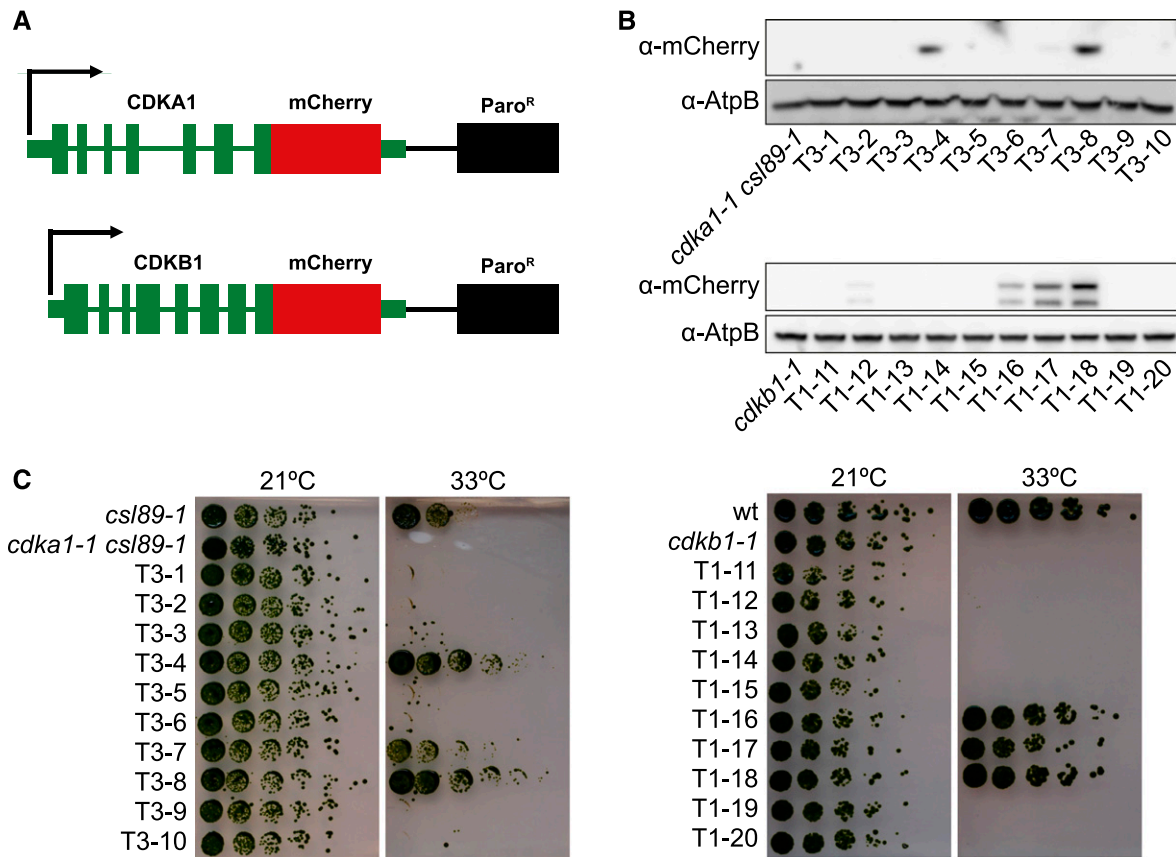 A
CDKA1 mCherry Paro^R
CDKB1 mCherry Paro^R
B
α-mCherry
α-AtpB
cdka1-1 csl89-1 T3-1 T3-2 T3-3 T3-4 T3-5 T3-6 T3-7 T3-8 T3-9 T3-10
α-mCherry
α-AtpB
cdkb1-1 T1-11 T1-12 T1-13 T1-14 T1-15 T1-16 T1-17 T1-18 T1-19 T1-20
C
21ºC 33ºC
csl89-1
cdka1-1 csl89-1
T3-1
T3-2
T3-3
T3-4
T3-5
T3-6
T3-7
T3-8
T3-9
T3-10
21ºC 33ºC
wt
cdkb1-1
T1-11
T1-12
T1-13
T1-14
T1-15
T1-16
T1-17
T1-18
T1-19
T1-20